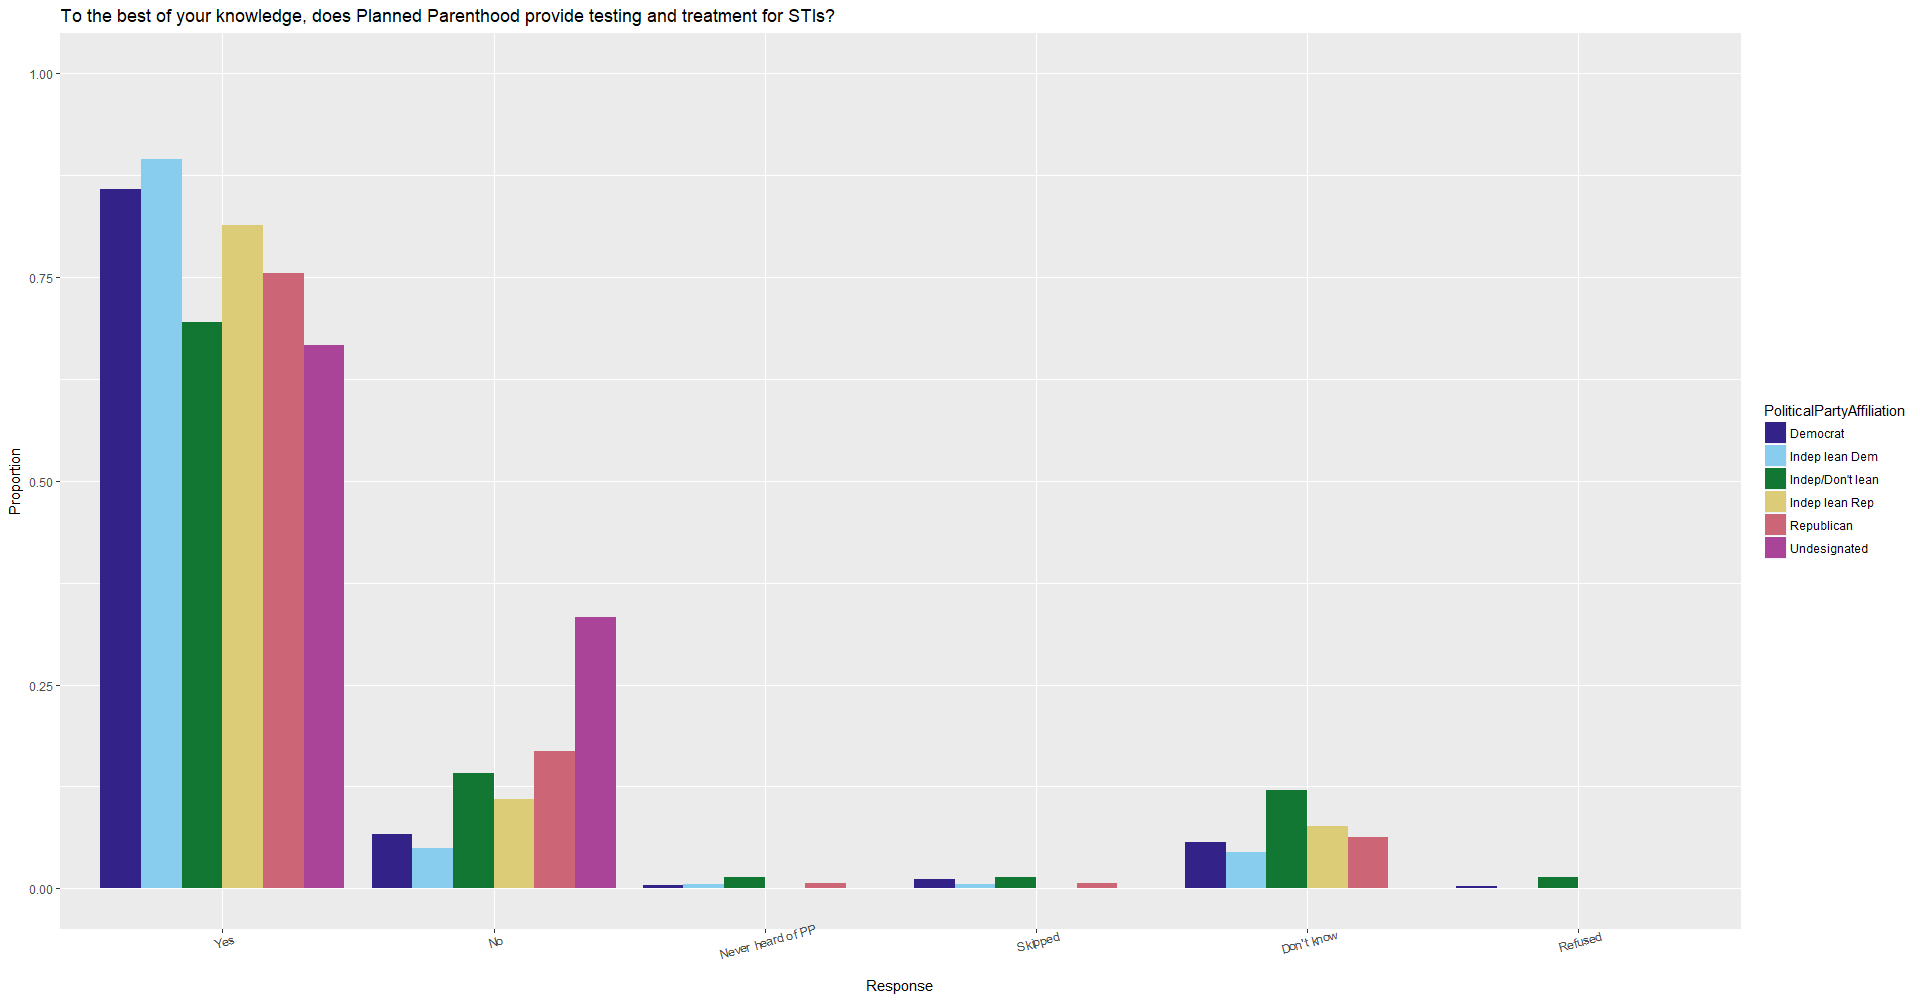 To the best of your knowledge, does Planned Parenthood provide testing and treatment for STIs?
1.00
0.75
0.50
0.25
0.00
Proportion
Yes
No
Never heard of PP
Skipped
Don't know
Refused
Response
PoliticalPartyAffiliation
Democrat
Indep lean Dem
Indep/Don't lean
Indep lean Rep
Republican
Undesignated